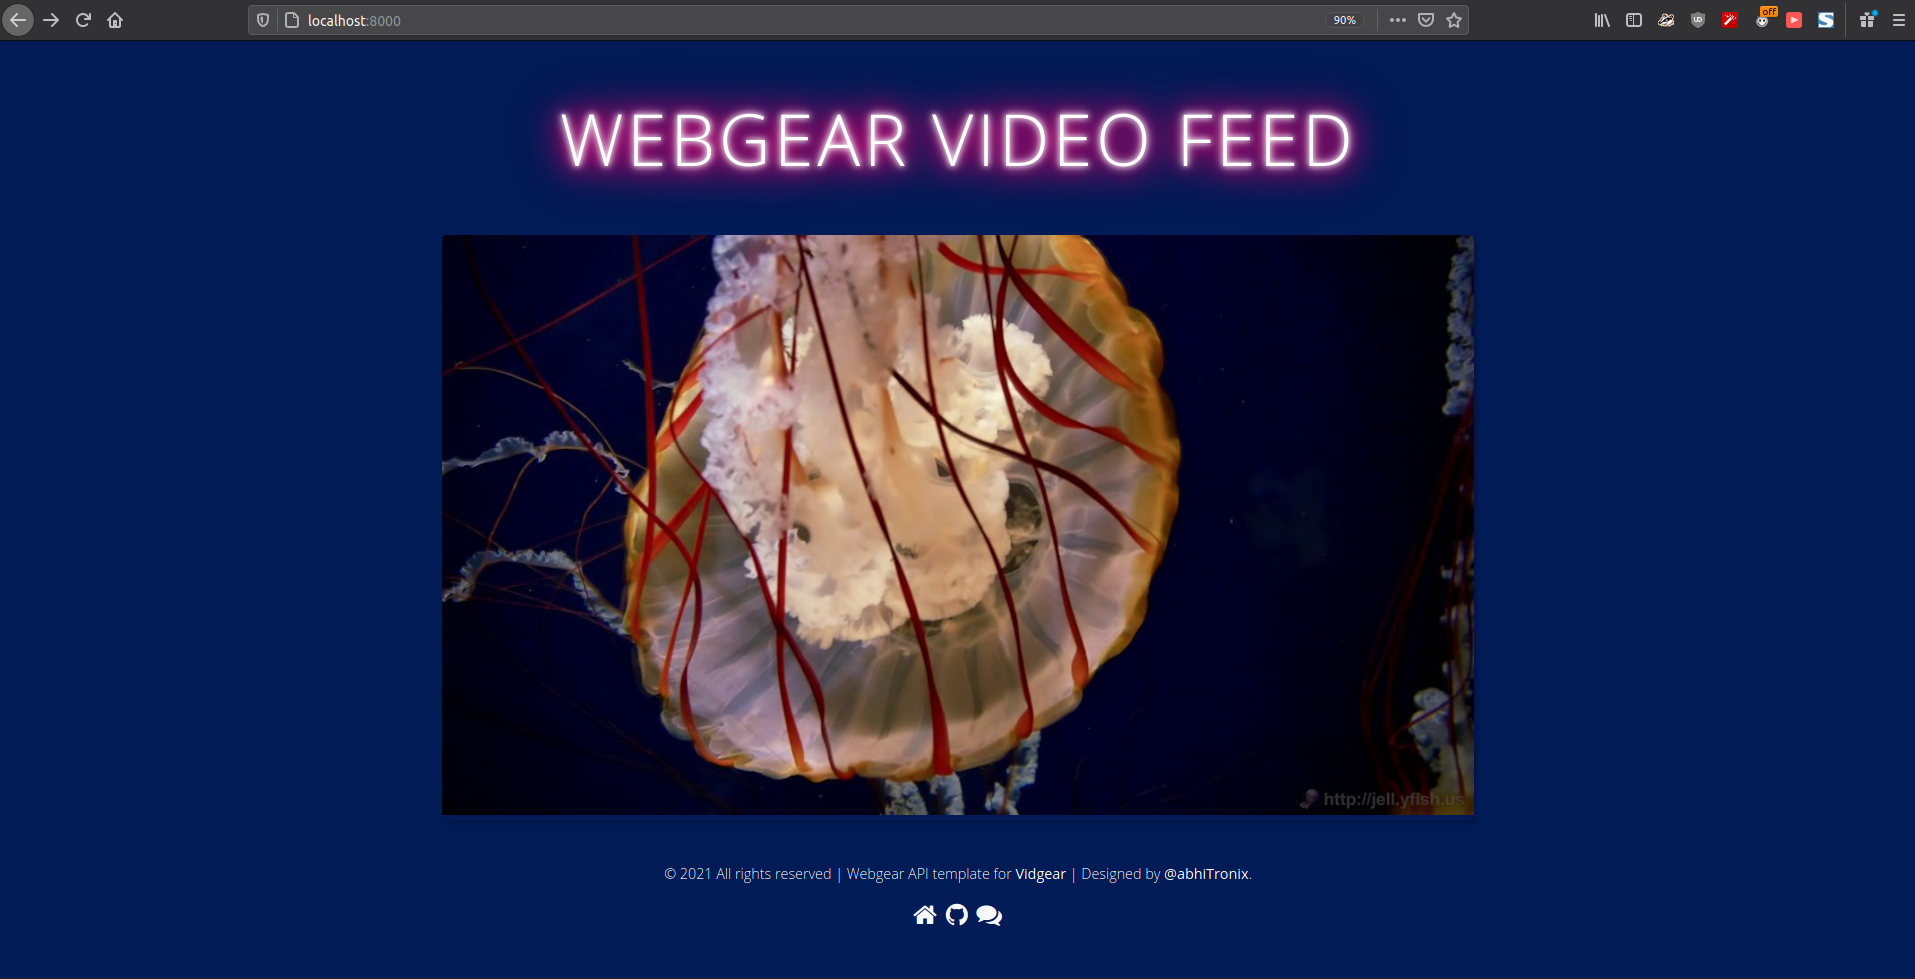 localhost:8000
90%
off
WEBGEAR VIDEO FEED
http://jell.yfish.us
© 2021 All rights reserved | Webgear API template for Vidgear | Designed by @abhiTronix.